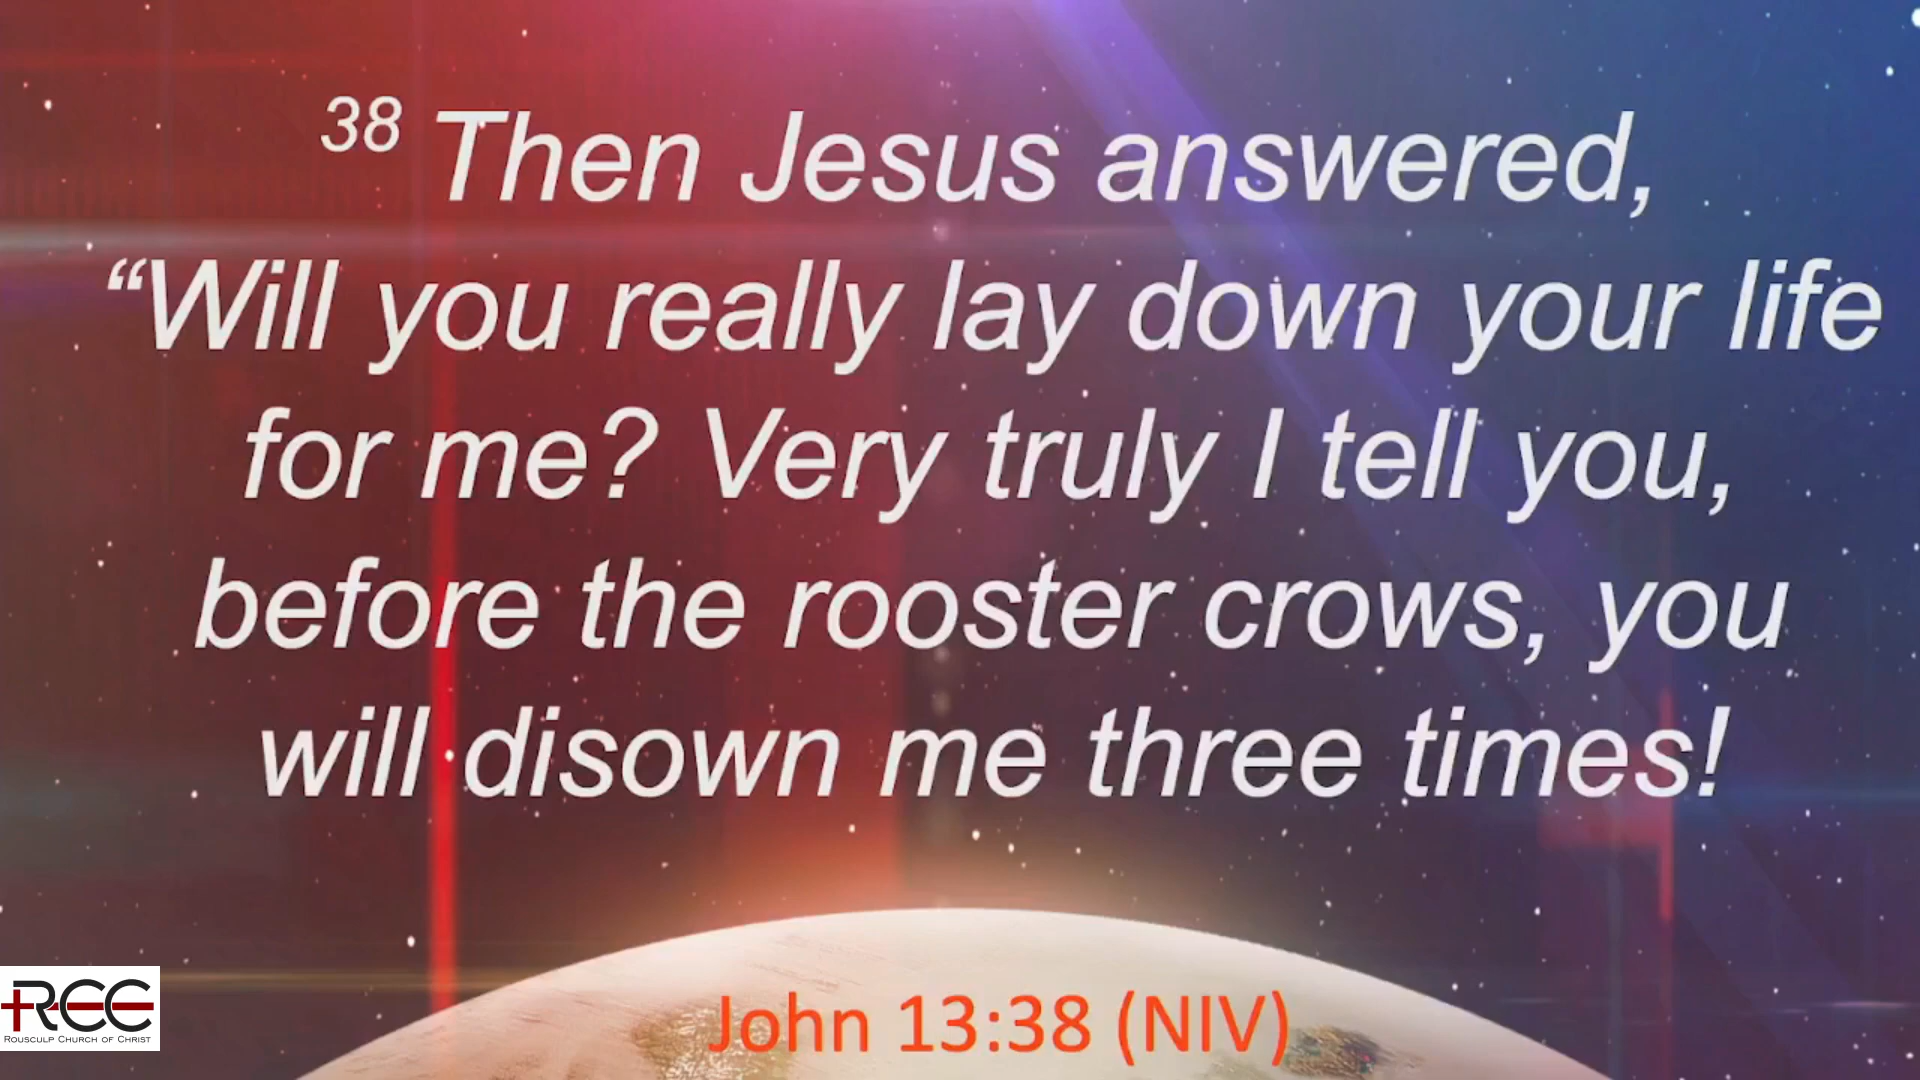 38 Then Jesus answered,
“Will you really lay down your life
for me? Very truly I tell you,
before the rooster crows, you
will disown me three times!
John 13:38 (NIV)
RCC
ROUSCULP CHURCH OF CHRIST